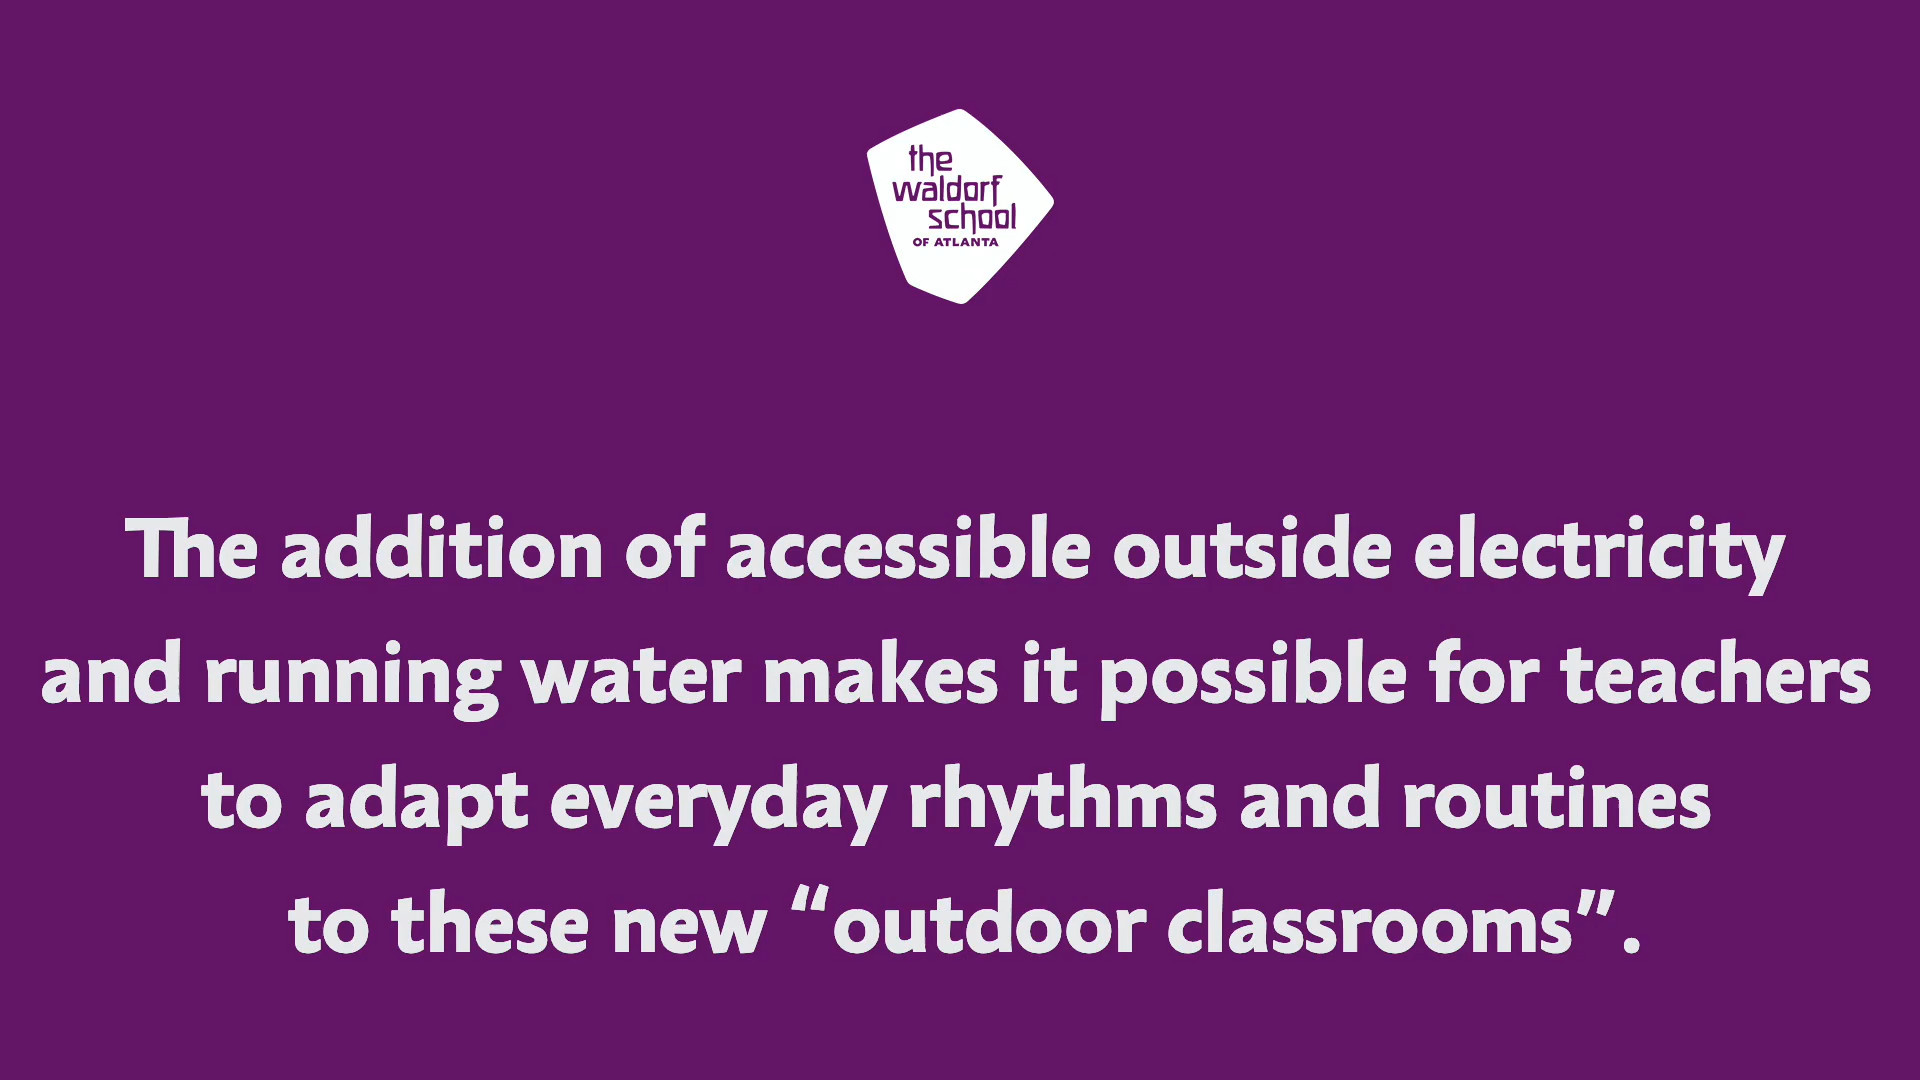 the
waldorf
school
OF ATLANTA
The addition of accessible outside electricity
and running water makes it possible for teachers
to adapt everyday rhythms and routines
to these new “outdoor classrooms”.